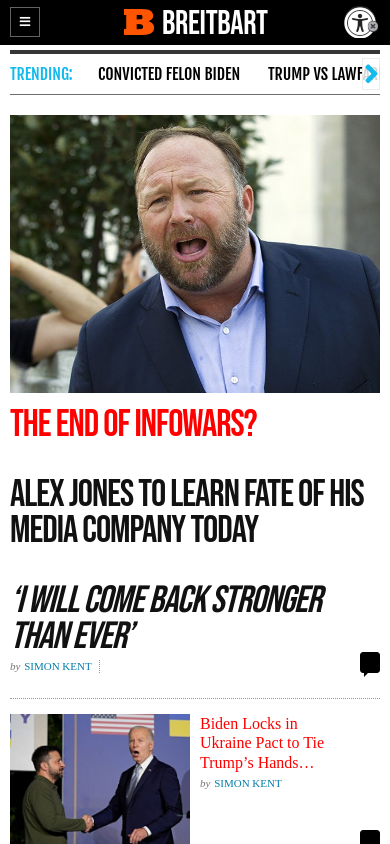 BREITBART
TRENDING: CONVICTED FELON BIDEN TRUMP VS LAWF
THE END OF INFOWARS?
ALEX JONES TO LEARN FATE OF HIS
MEDIA COMPANY TODAY
‘I WILL COME BACK STRONGER
THAN EVER’
by SIMON KENT
Biden Locks in
Ukraine Pact to Tie
Trump’s Hands…
by SIMON KENT